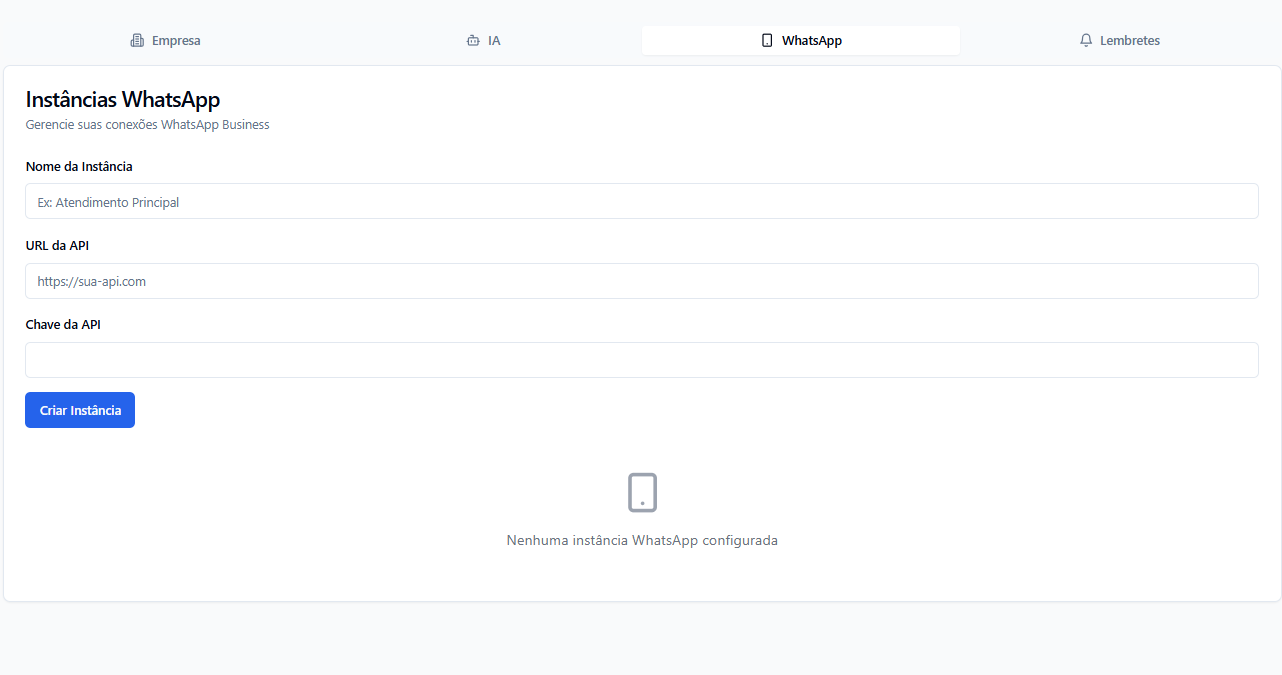 Empresa
IA
WhatsApp
Lembretes
Instâncias WhatsApp
Gerencie suas conexões WhatsApp Business
Nome da Instância
Ex: Atendimento Principal
URL da API
https://sua-api.com
Chave da API
Criar Instância
Nenhuma instância WhatsApp configurada